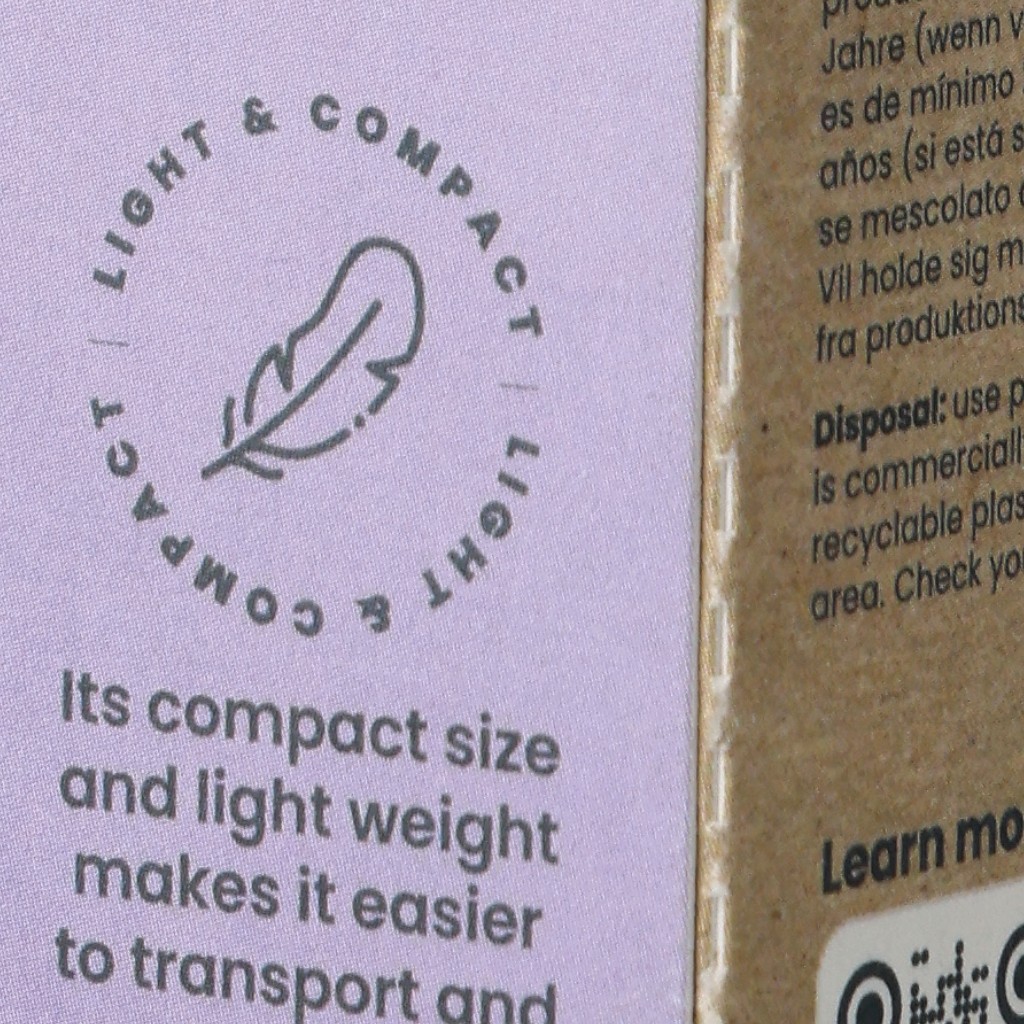 LIGHT & COMPACT | LIGHT & COMPACT |
Its compact size
and light weight
makes it easier
to transport and
Jahre (wenn
es de mínimo
años (si está s
se mescolato
Vil holde sig m
fra produktions
Disposal: use p
is commerciall
recyclable plas
area. Check yo
Learn mo